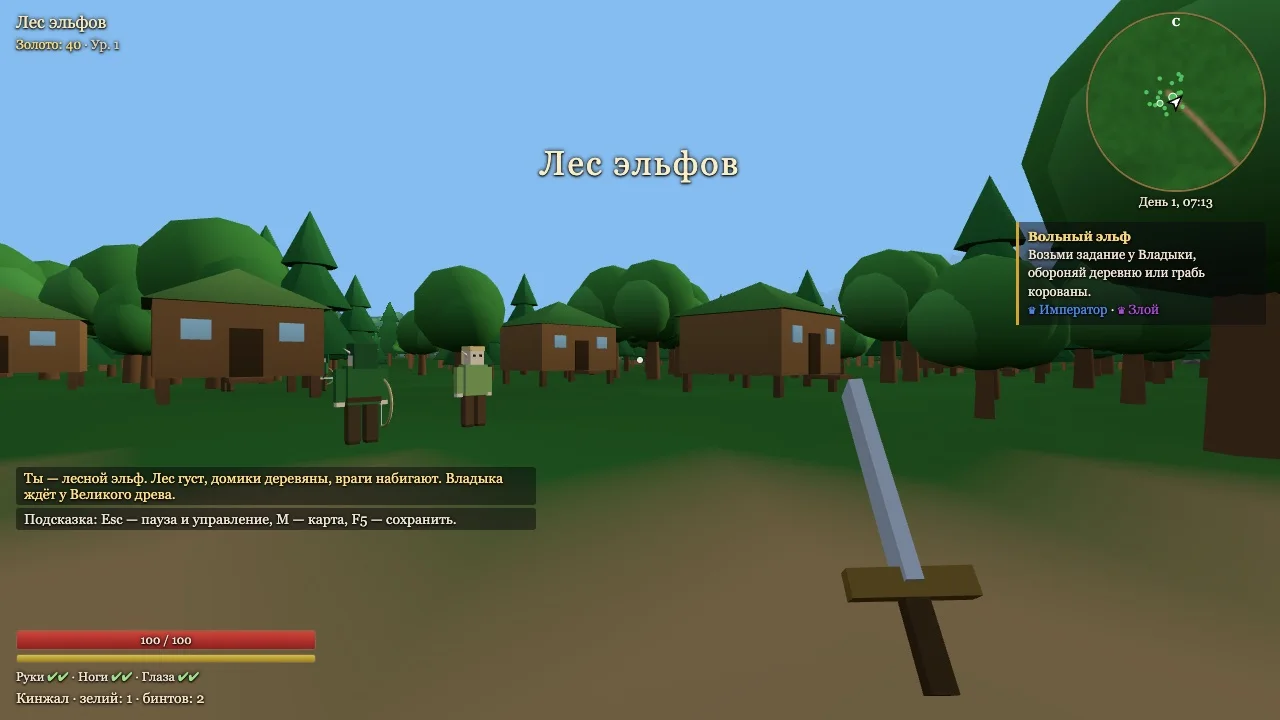 Лес эльфов
Золото: 40 · Ур. 1
С
Лес эльфов
День 1, 07:13
Вольный эльф
Возьми задание у Владыки,
обороняй деревню или грабь
корованы.
♛ Император · ♛ Злой
Ты — лесной эльф. Лес густ, домики деревяны, враги набигают. Владыка
ждёт у Великого древа.
Подсказка: Esc — пауза и управление, M — карта, F5 — сохранить.
100 / 100
Руки ✔✔ · Ноги ✔✔ · Глаза ✔✔
Кинжал · зелий: 1 · бинтов: 2